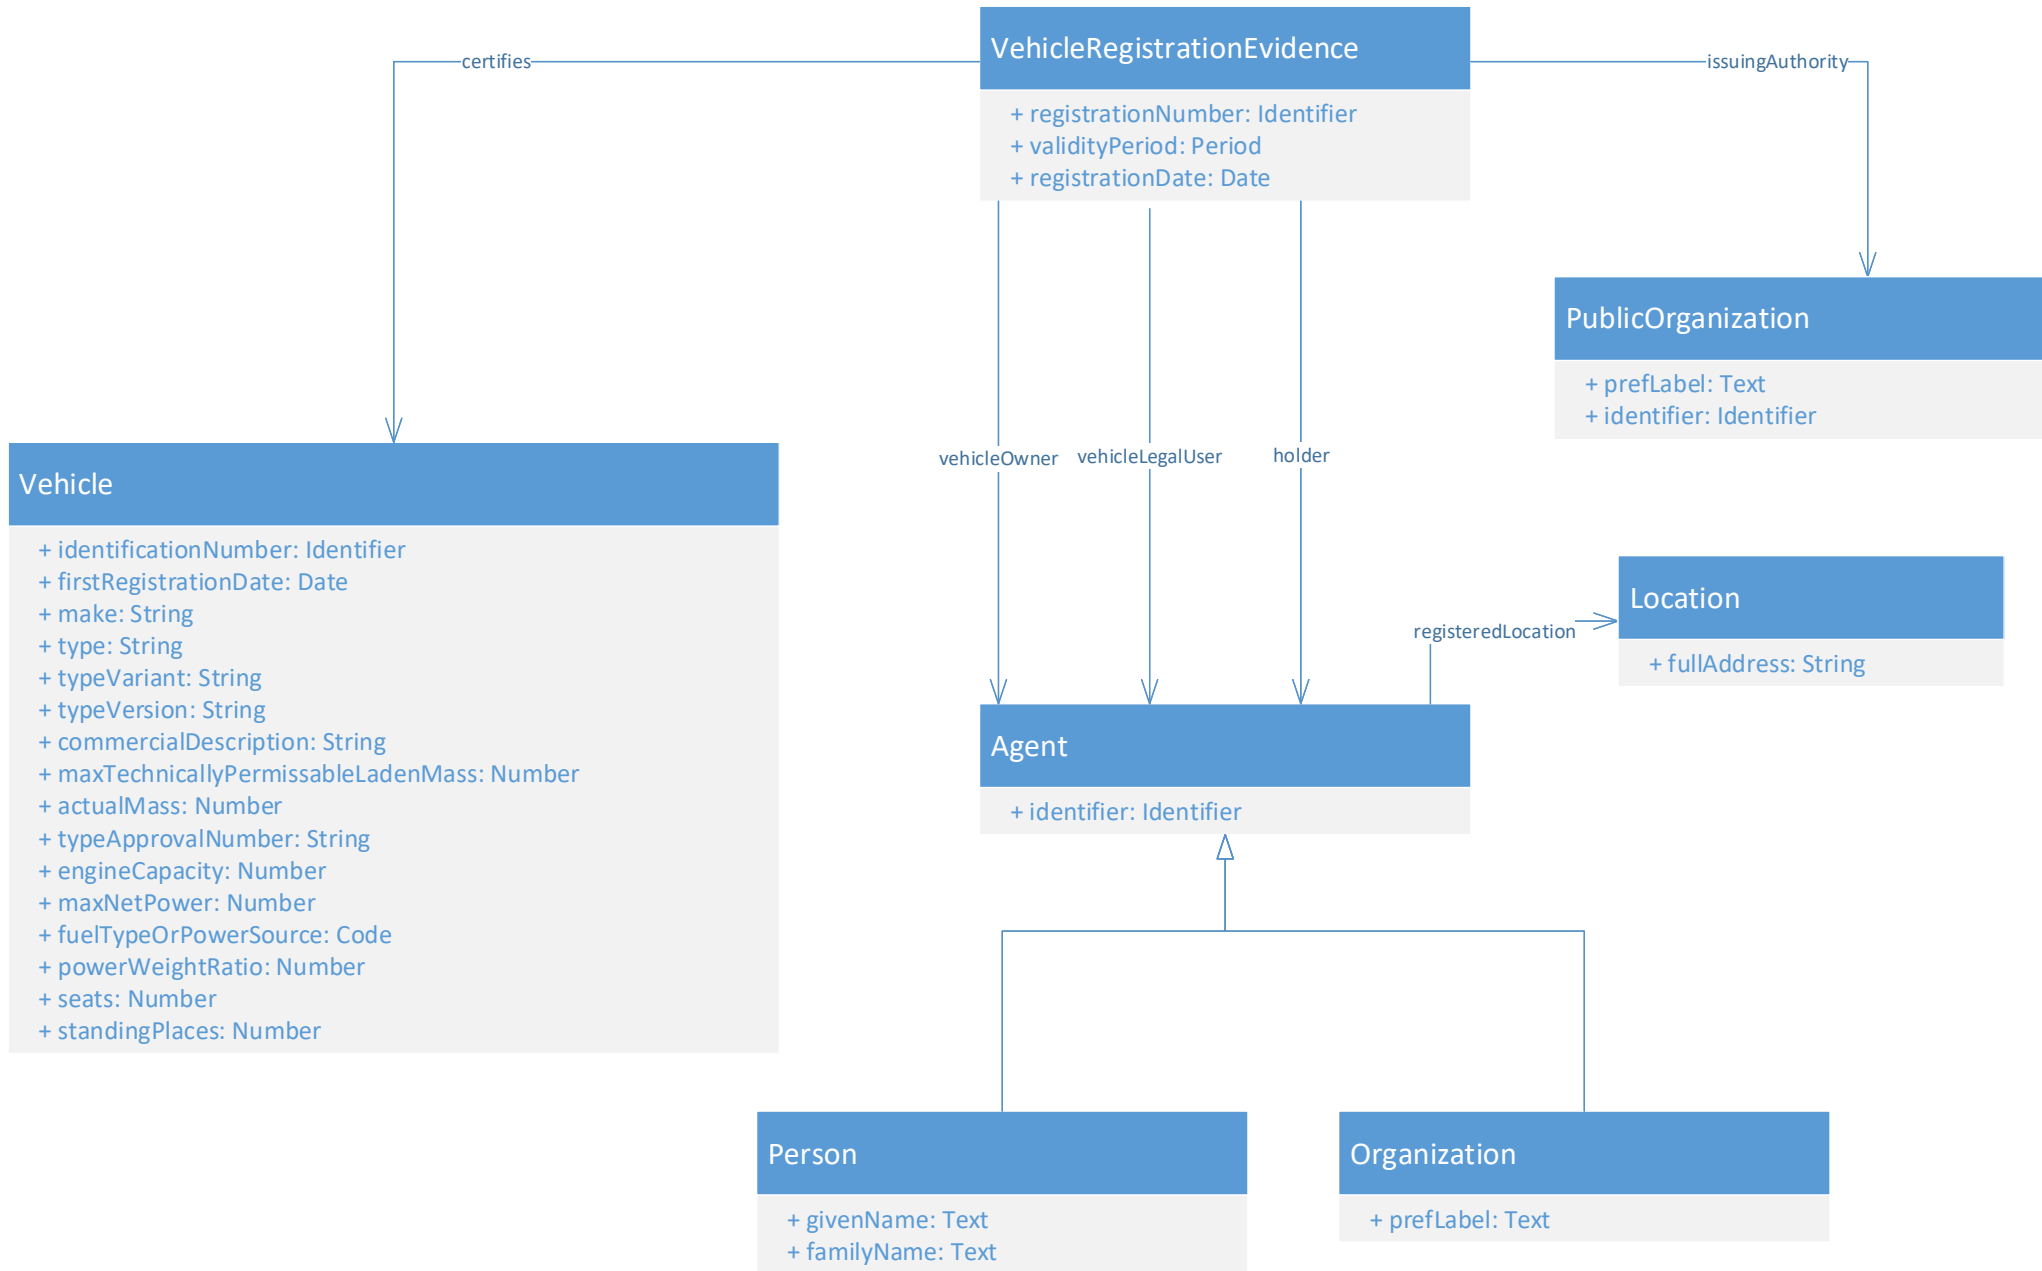 VehicleRegistrationEvidence
+ registrationNumber: Identifier
+ validityPeriod: Period
+ registrationDate: Date
certifies
issuingAuthority
PublicOrganization
+ prefLabel: Text
+ identifier: Identifier
vehicleOwner
vehicleLegalUser
holder
Vehicle
+ identificationNumber: Identifier
+ firstRegistrationDate: Date
+ make: String
+ type: String
+ typeVariant: String
+ typeVersion: String
+ commercialDescription: String
+ maxTechnicallyPermissableLadenMass: Number
+ actualMass: Number
+ typeApprovalNumber: String
+ engineCapacity: Number
+ maxNetPower: Number
+ fuelTypeOrPowerSource: Code
+ powerWeightRatio: Number
+ seats: Number
+ standingPlaces: Number
Location
+ fullAddress: String
registeredLocation
Agent
+ identifier: Identifier
Person
+ givenName: Text
+ familyName: Text
Organization
+ prefLabel: Text